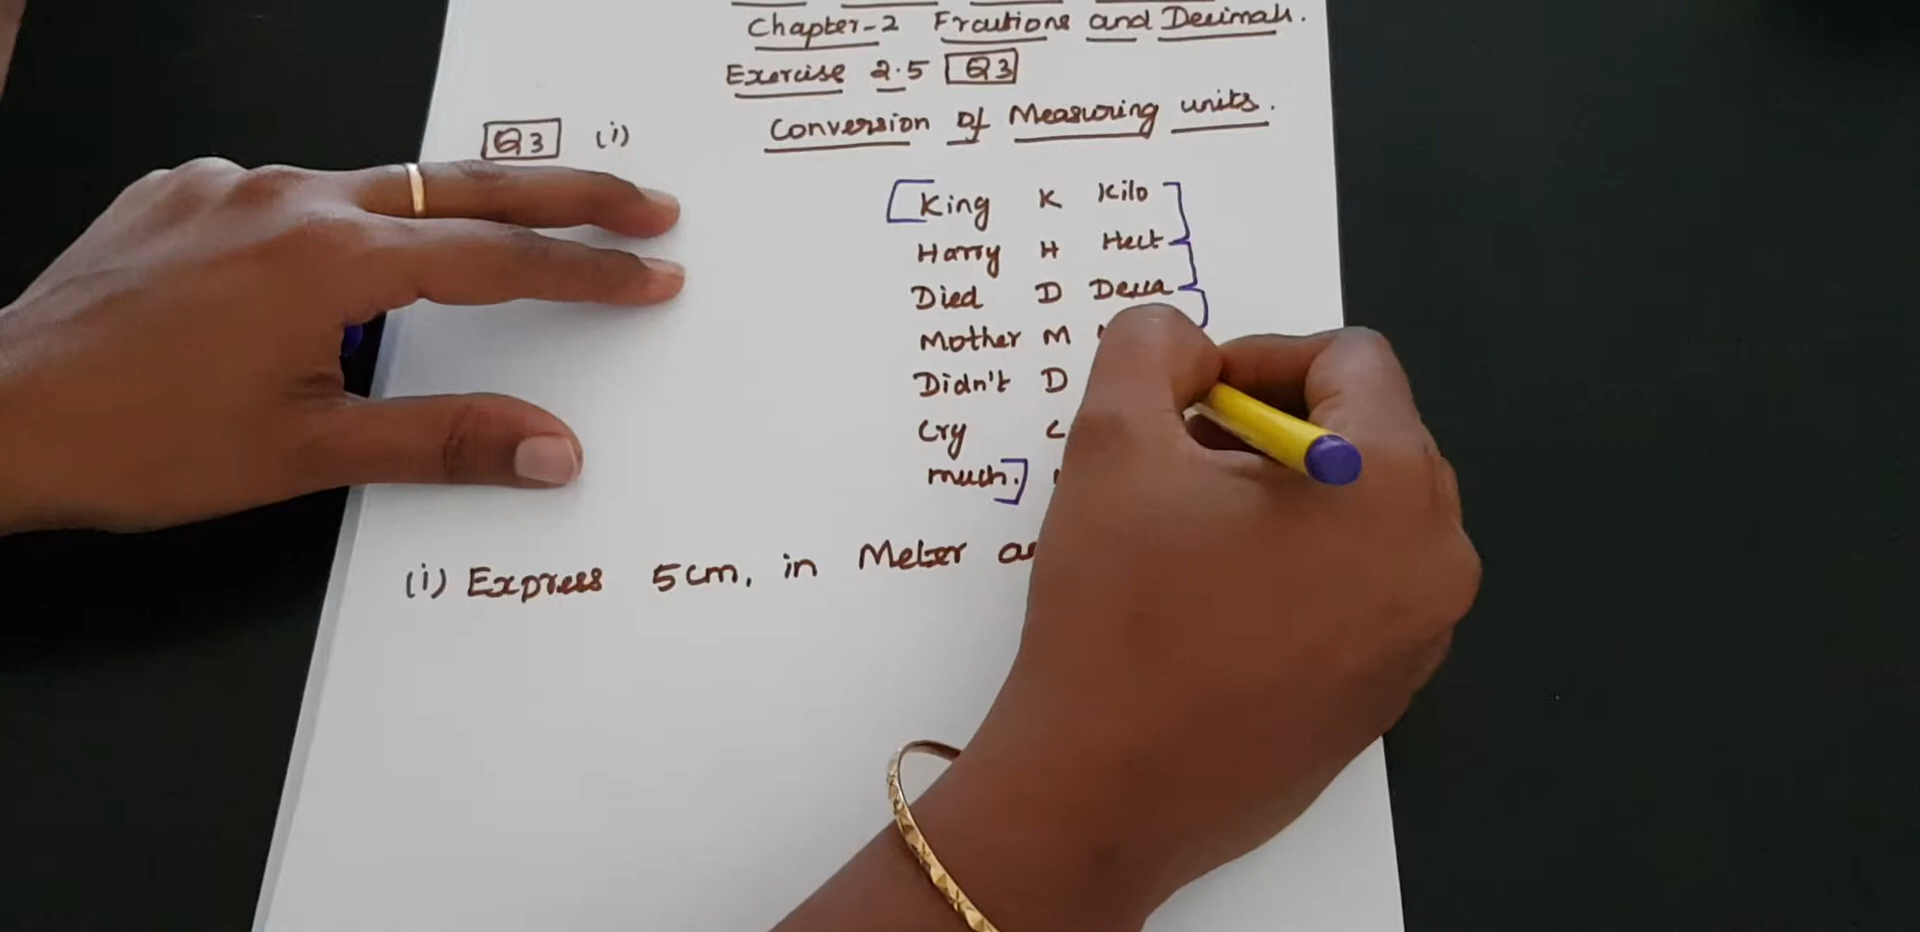 Chapter-2 Fractions and Decimals.
Exercise 2.5 Q3
Conversion of Measuring units.
Q3 (i)
King K Kilo
Harry H Hect
Died D Decca
Mother M
Didn't D
Cry C
much.
(i) Express 5cm, in Meter